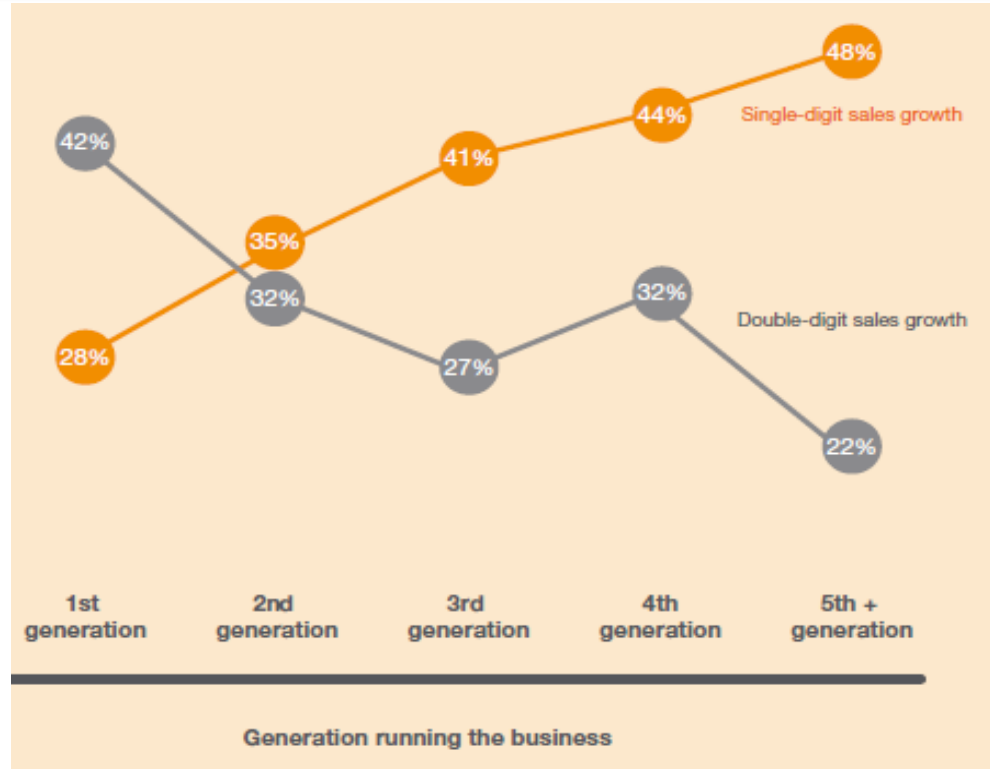 48%
Single-digit sales growth
44%
42%
41%
35%
32%
32%
Double-digit sales growth
28%
27%
22%
1st
generation
2nd
generation
3rd
generation
4th
generation
5th +
generation
Generation running the business